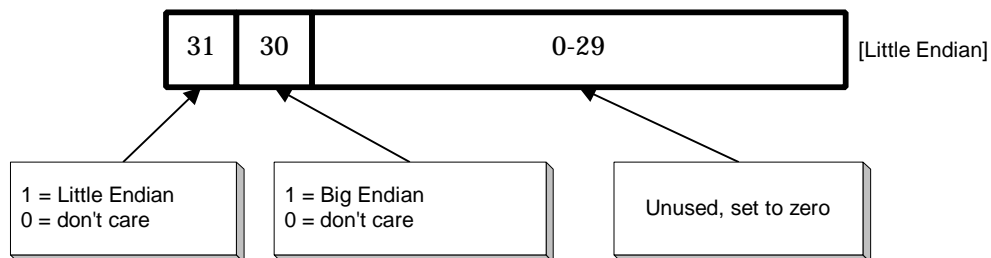 31 30 0-29 [Little Endian]
1 = Little Endian
0 = don't care
1 = Big Endian
0 = don't care
Unused, set to zero